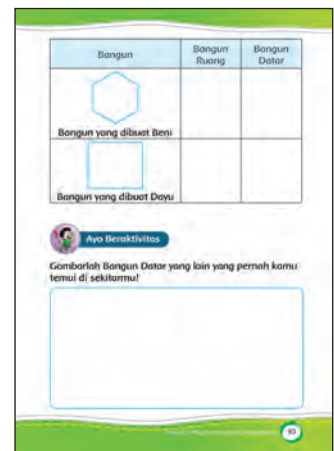 Bangun
Bangun Ruang
Bangun Datar
Bangun yang dibuat Beni
Bangun yang dibuat Dayu
Ayo Beraktivitas
Gambarlah Bangun Datar yang lain yang pernah kamu
temui di sekitarmu!
93